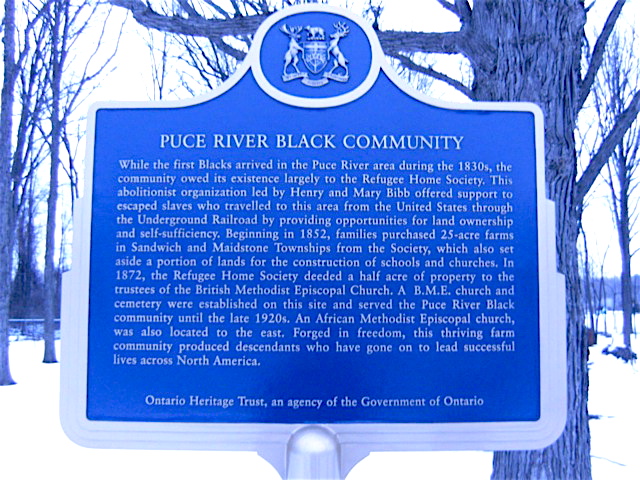 PUCE RIVER BLACK COMMUNITY
While the first Blacks arrived in the Puce River area during the 1830s, the
community owed its existence largely to the Refugee Home Society. This
abolitionist organization led by Henry and Mary Bibb offered support to
escaped slaves who travelled to this area from the United States through
the Underground Railroad by providing opportunities for land ownership
and self-sufficiency. Beginning in 1852, families purchased 25-acre farms
in Sandwich and Maidstone Townships from the Society, which also set
aside a portion of lands for the construction of schools and churches. In
1872, the Refugee Home Society deeded a half acre of property to the
trustees of the British Methodist Episcopal Church. A B.M.E. church and
cemetery were established on this site and served the Puce River Black
community until the late 1920s. An African Methodist Episcopal church,
was also located to the east. Forged in freedom, this thriving farm
community produced descendants who have gone on to lead successful
lives across North America.
Ontario Heritage Trust, an agency of the Government of Ontario